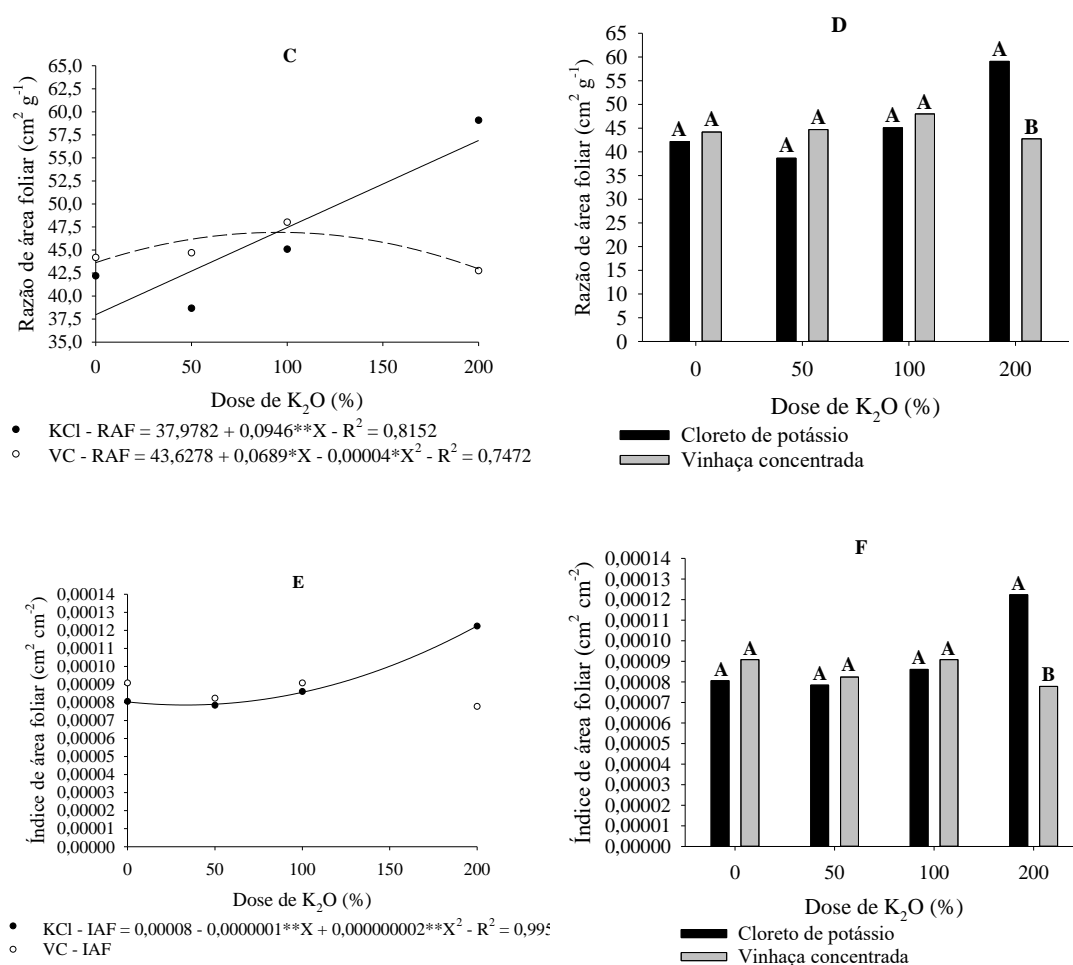 C
Razão de área foliar (cm² g⁻¹)
65,0
62,5
60,0
57,5
55,0
52,5
50,0
47,5
45,0
42,5
40,0
37,5
35,0
0 50 100 150 200
Dose de K₂O (%)
KCl - RAF = 37,9782 + 0,0946**X - R² = 0,8152
VC - RAF = 43,6278 + 0,0689*X - 0,00004*X² - R² = 0,7472
D
Razão de área foliar (cm² g⁻¹)
65
60
55
50
45
40
35
30
25
20
15
10
5
0
A A A A A A A B
0 50 100 200
Dose de K₂O (%)
Cloreto de potássio
Vinhaça concentrada
E
Índice de área foliar (cm² cm⁻²)
0,00014
0,00013
0,00012
0,00011
0,00010
0,00009
0,00008
0,00007
0,00006
0,00005
0,00004
0,00003
0,00002
0,00001
0,00000
0 50 100 150 200
Dose de K₂O (%)
KCl - IAF = 0,00008 - 0,0000001**X + 0,000000002**X² - R² = 0,995
VC - IAF
F
Índice de área foliar (cm² cm⁻²)
0,00014
0,00013
0,00012
0,00011
0,00010
0,00009
0,00008
0,00007
0,00006
0,00005
0,00004
0,00003
0,00002
0,00001
0,00000
A A A A A A A B
0 50 100 200
Dose de K₂O (%)
Cloreto de potássio
Vinhaça concentrada